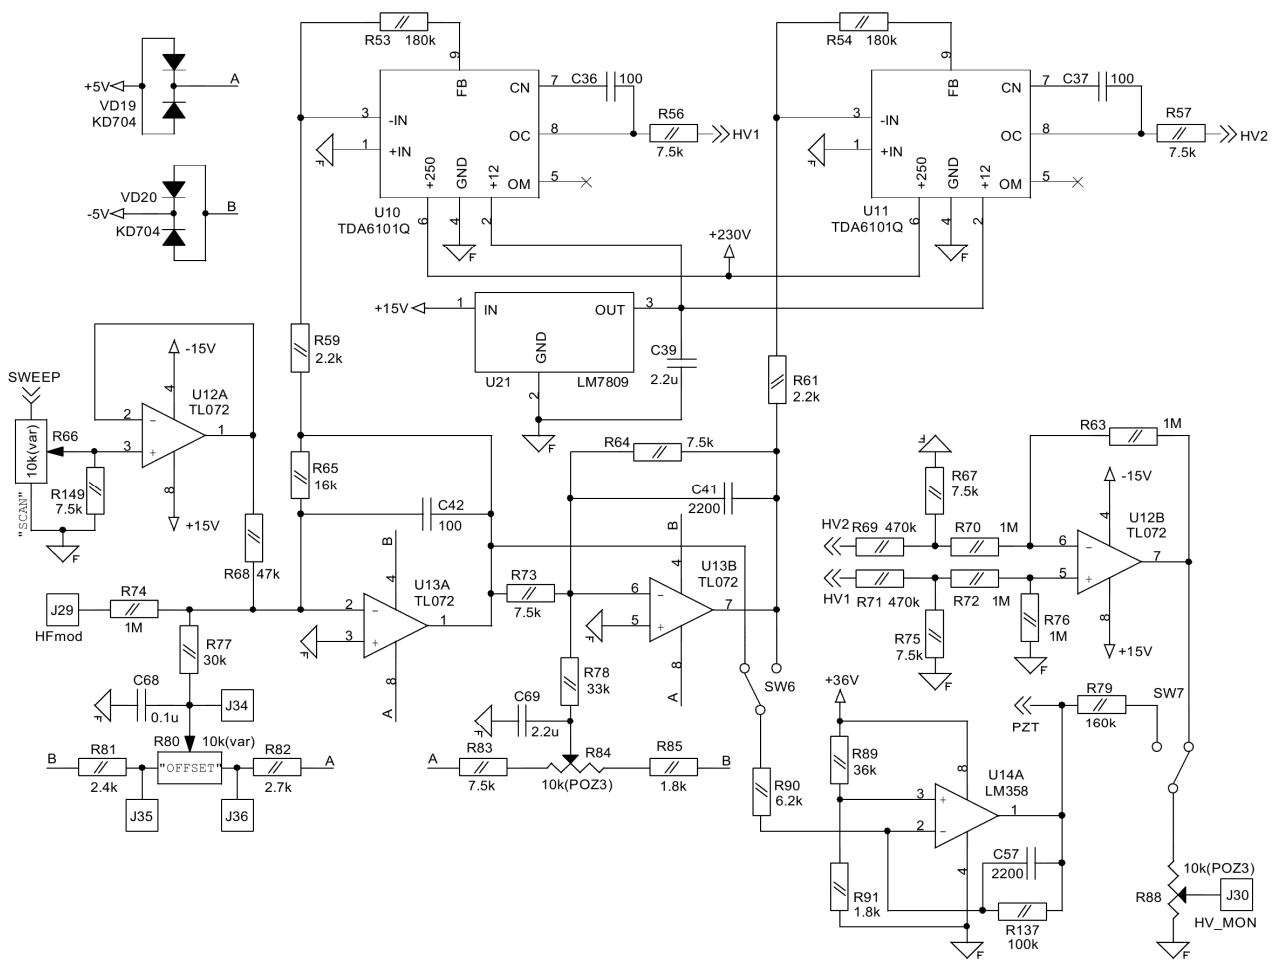 R53 180k
R54 180k
9
9
+5V
A
VD19
KD704
FB
CN
7
C36
100
3
-IN
OC
8
R56
7.5k
HV1
1
+IN
F
+250
GND
+12
OM
5
U10
TDA6101Q
6
4
2
F
FB
CN
7
C37
100
3
-IN
OC
8
R57
7.5k
HV2
1
+IN
F
+250
GND
+12
OM
5
U11
TDA6101Q
6
4
2
F
VD20
-5V
B
KD704
+230V
+15V
1
IN
OUT
3
GND
U21
LM7809
2
F
C39
2.2u
R59
2.2k
R61
2.2k
-15V
SWEEP
4
U12A
TL072
2
1
3
R66
10k(var)
8
R149
7.5k
"SCAN"
+15V
F
R68 47k
R65
16k
C42
100
R64
7.5k
C41
2200
R63
1M
F
R67
7.5k
-15V
4
U12B
TL072
HV2
R69 470k
R70
1M
6
7
HV1
R71 470k
R72
1M
5
8
R75
7.5k
R76
1M
+15V
F
F
J29
HFmod
R74
1M
B
4
U13A
TL072
2
1
3
F
8
A
R73
7.5k
B
4
U13B
TL072
6
7
5
F
8
A
R77
30k
C68
0.1u
F
J34
R80
10k(var)
B
R81
2.4k
"OFFSET"
R82
2.7k
A
J35
J36
R78
33k
C69
2.2u
F
A
R83
7.5k
R84
10k(POZ3)
R85
1.8k
B
SW6
R90
6.2k
+36V
R89
36k
8
U14A
LM358
3
1
2
4
C57
2200
R91
1.8k
R137
100k
F
PZT
R79
160k
SW7
10k(POZ3)
R88
J30
HV_MON
F